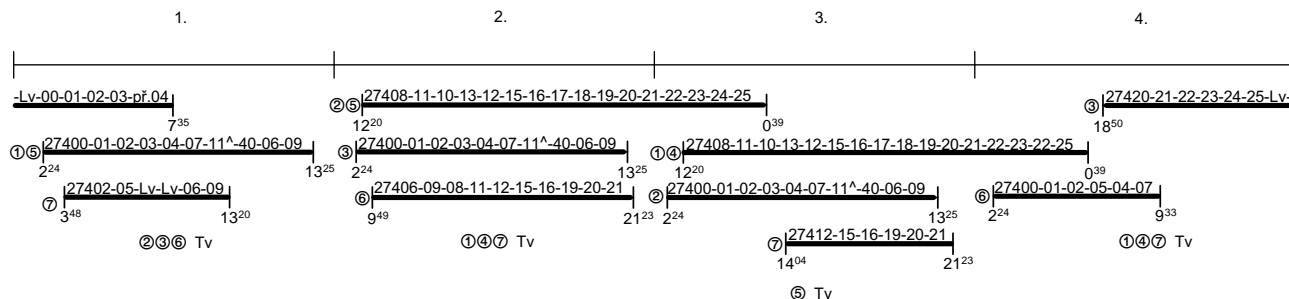 1. 2. 3. 4.
-Lv-00-01-02-03-př.04
7³⁵
②⑤ 27408-11-10-13-12-15-16-17-18-19-20-21-22-23-24-25
12²⁰ 0³⁹
③ 27420-21-22-23-24-25-Lv-
18⁵⁰
①⑤ 27400-01-02-03-04-07-11^-40-06-09
2²⁴ 13²⁵
③ 27400-01-02-03-04-07-11^-40-06-09
2²⁴ 13²⁵
①④ 27408-11-10-13-12-15-16-17-18-19-20-21-22-23-22-25
12²⁰ 0³⁹
⑦ 27402-05-Lv-Lv-06-09
3⁴⁸ 13²⁰
⑥ 27406-09-08-11-12-15-16-19-20-21
9⁴⁹ 21²³
② 27400-01-02-03-04-07-11^-40-06-09
2²⁴ 13²⁵
⑥ 27400-01-02-05-04-07
2²⁴ 9³³
②③⑥ Tv
①④⑦ Tv
⑦ 27412-15-16-19-20-21
14⁰⁴ 21²³
①④⑦ Tv
⑤ Tv